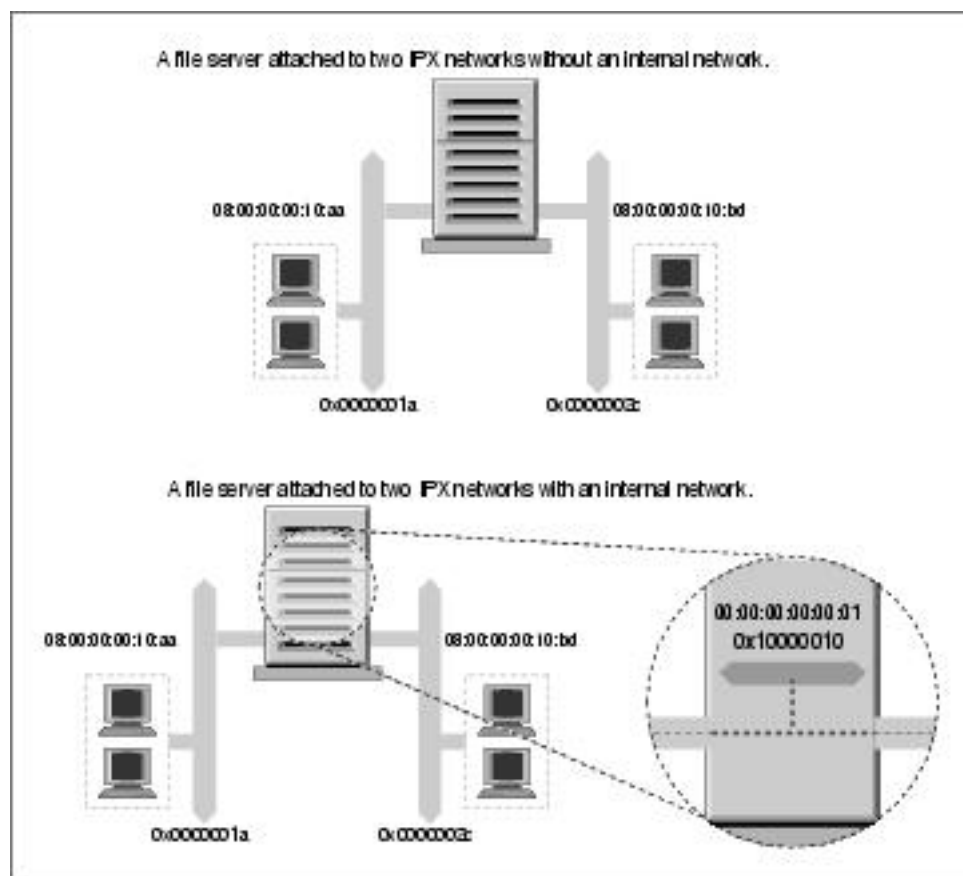 A file server attached to two IPX networks without an internal network.
08:00:00:00:10:aa
08:00:00:00:10:bd
0x0000001a
0x0000003c
A file server attached to two IPX networks with an internal network.
00:00:00:00:00:01
0x10000010
08:00:00:00:10:aa
08:00:00:00:10:bd
0x0000001a
0x0000003c